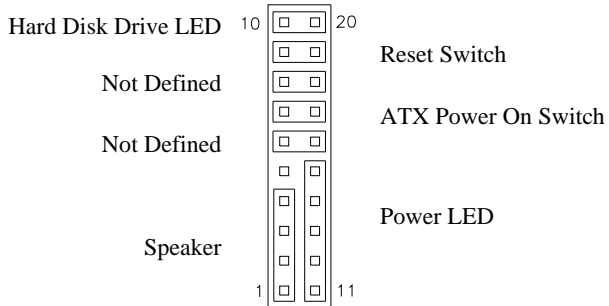 Hard Disk Drive LED 10 20
Reset Switch
Not Defined
ATX Power On Switch
Not Defined
Power LED
Speaker
1 11